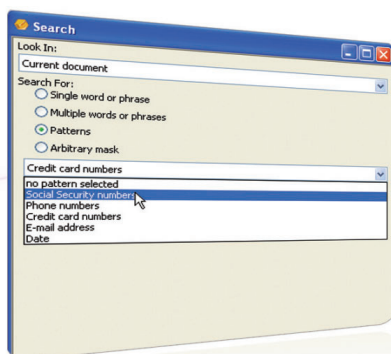 Search
Look In:
Current document
Search For:
Single word or phrase
Multiple words or phrases
Patterns
Arbitrary mask
Credit card numbers
no pattern selected
Social Security numbers
Phone numbers
Credit card numbers
E-mail address
Date